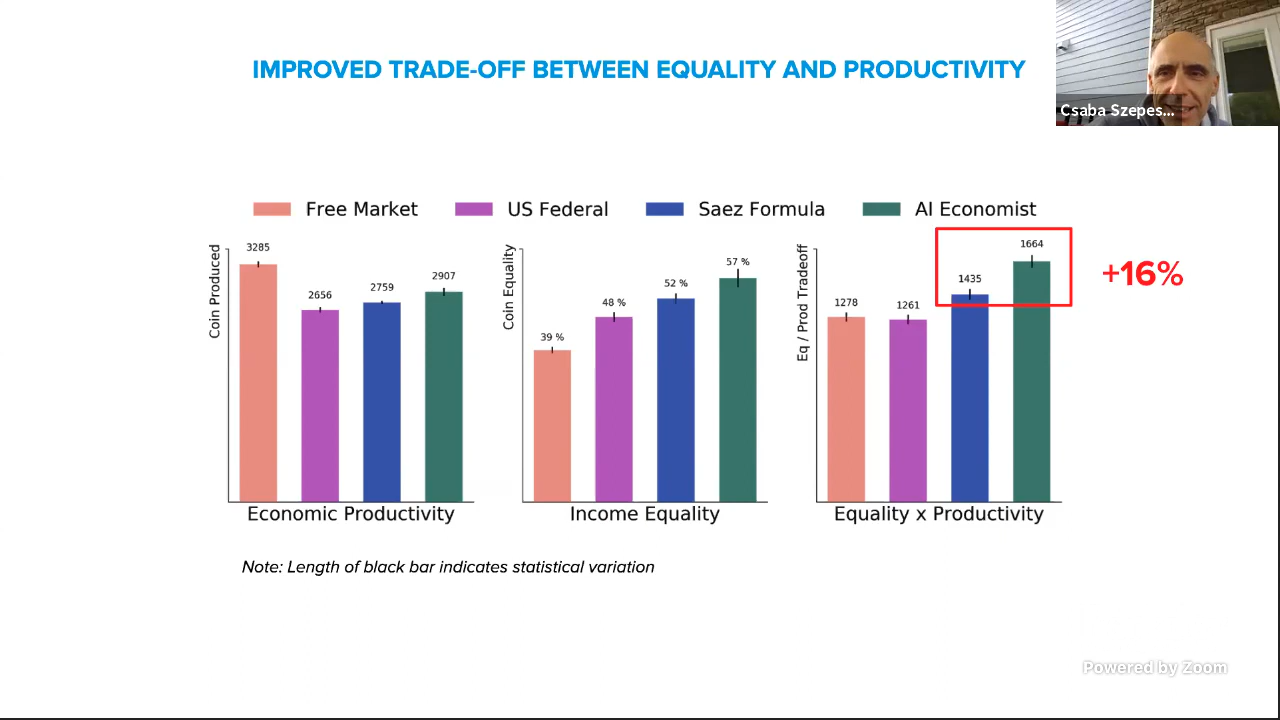 IMPROVED TRADE-OFF BETWEEN EQUALITY AND PRODUCTIVITY
Csaba Szepes...
Free Market
US Federal
Saez Formula
AI Economist
Coin Produced
3285
2656
2759
2907
Economic Productivity
Coin Equality
39 %
48 %
52 %
57 %
Income Equality
Eq / Prod Tradeoff
1278
1261
1435
1664
Equality x Productivity
+16%
Note: Length of black bar indicates statistical variation
Powered by Zoom